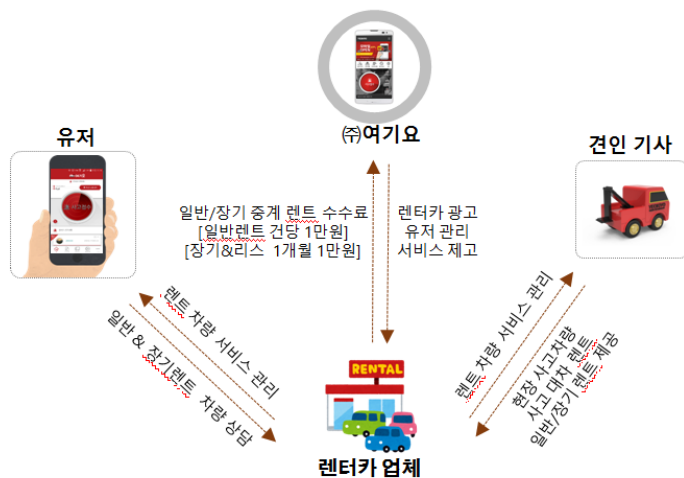 ㈜여기요
유저
견인 기사
일반/장기 중계 렌트 수수료
[일반렌트 건당 1만원]
[장기&리스 1개월 1만원]
렌터카 광고
유저 관리
서비스 제고
렌트 차량 서비스 관리
일반 & 장기렌트 차량 상담
렌트 차량 서비스 관리
현장 사고차량
사고 대차 렌트
일반/장기 렌트 제공
RENTAL
렌터카 업체